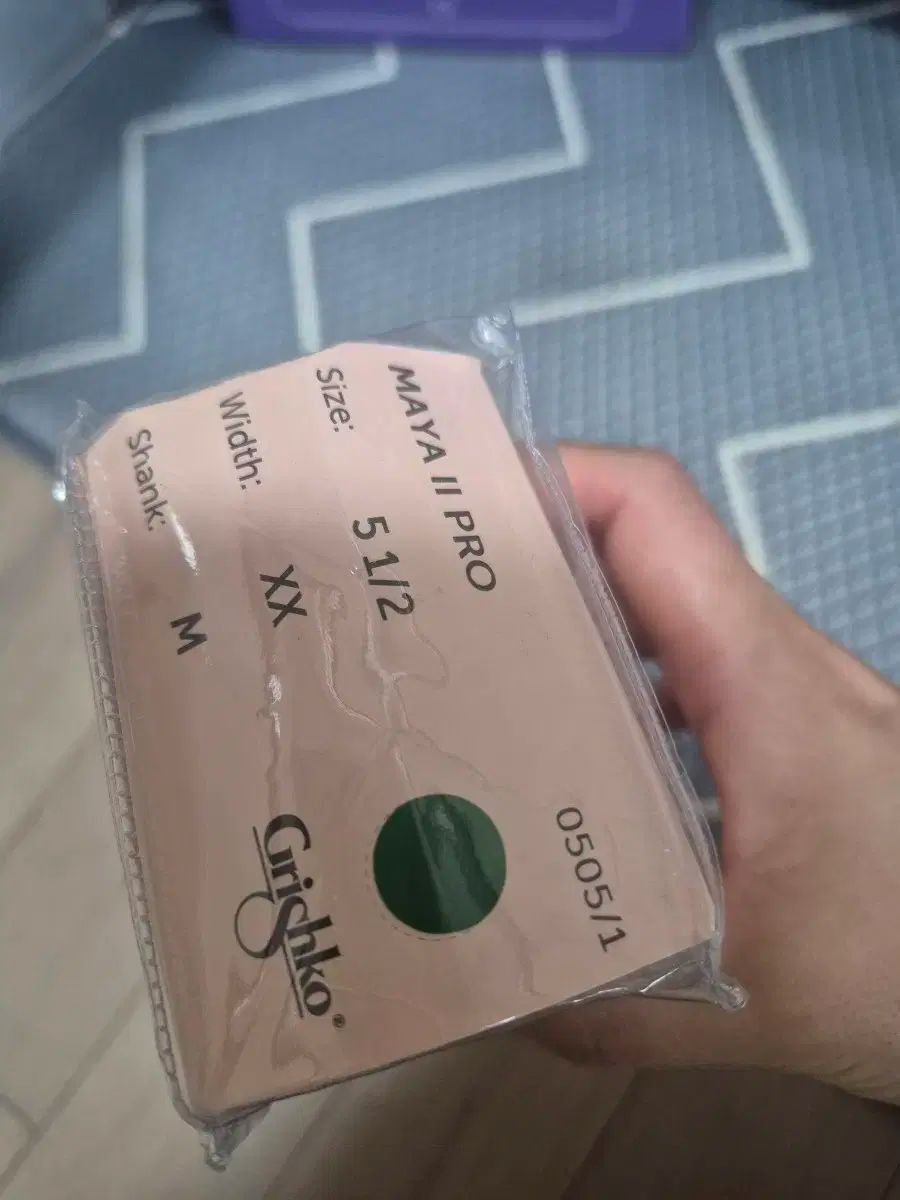 MAYA II PRO
0505/1
Size: 5 1/2
Width: XX
Shank: M
Grishko®